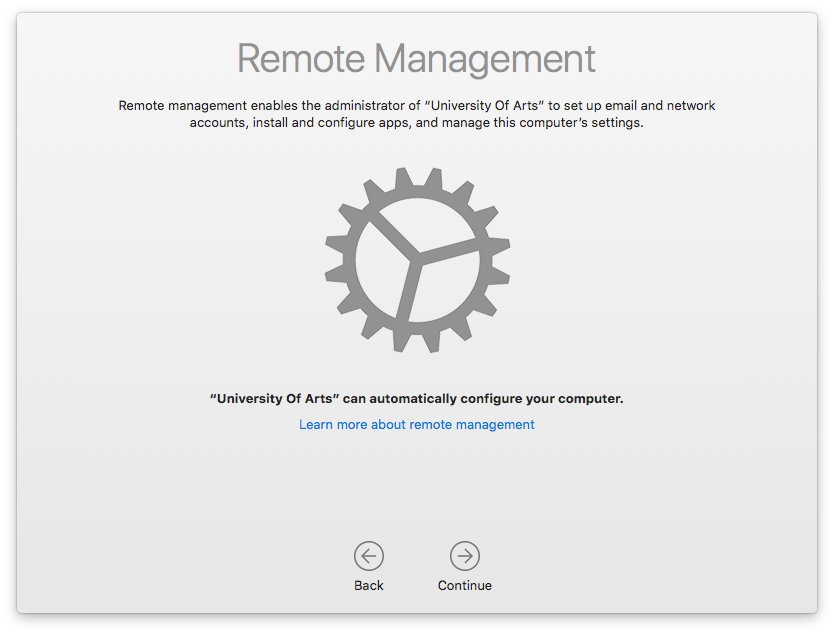 Remote Management
Remote management enables the administrator of “University Of Arts” to set up email and network
accounts, install and configure apps, and manage this computer’s settings.
“University Of Arts” can automatically configure your computer.
Learn more about remote management
Back
Continue